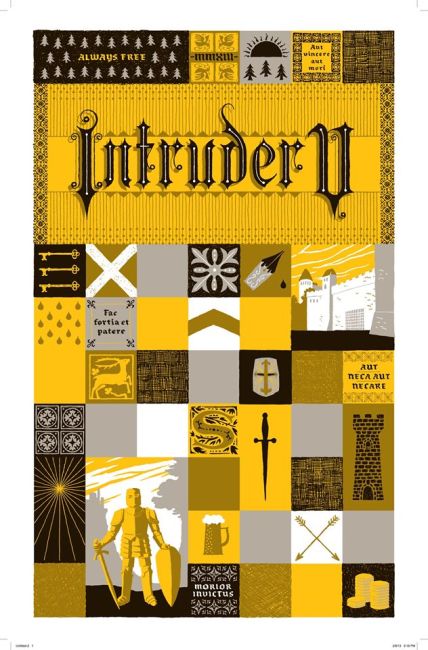 ALWAYS FREE
MMXIII
Aut
vincere
aut
mori
Intruder V
Fac
fortia et
patere
AUT
NECA AUT
NECARE
S
MORIOR
INVICTUS